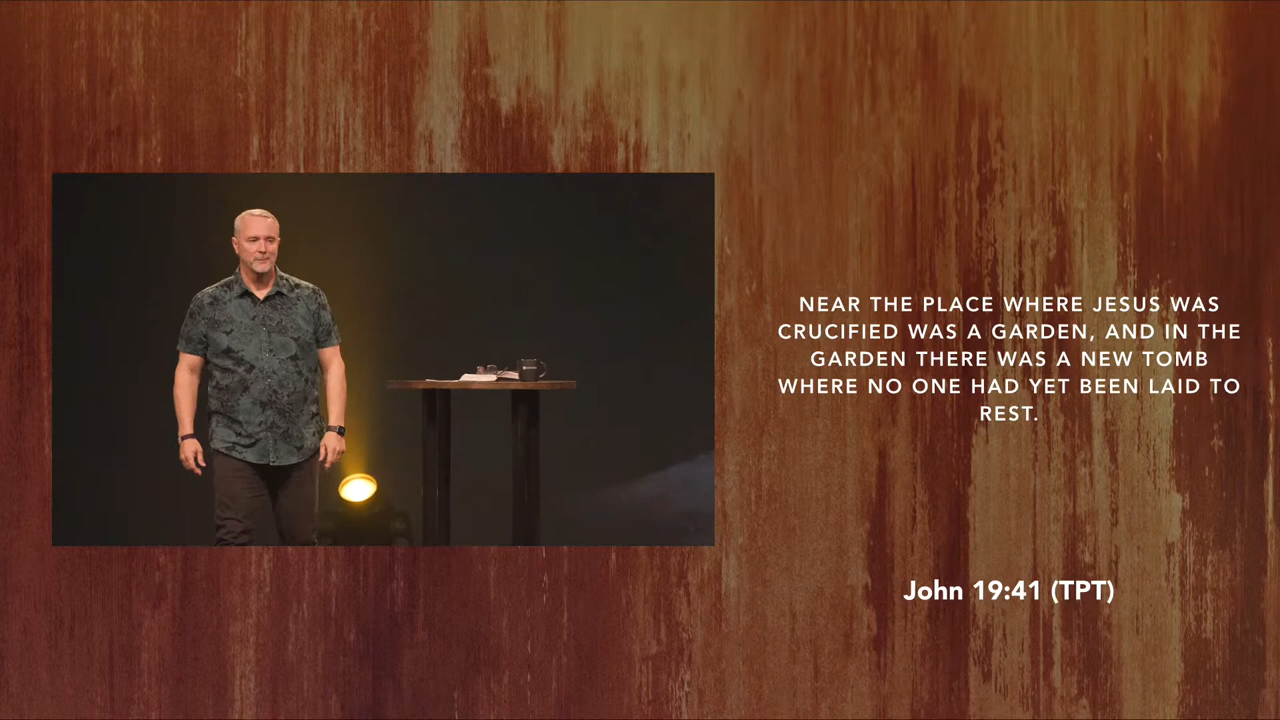 NEAR THE PLACE WHERE JESUS WAS
CRUCIFIED WAS A GARDEN, AND IN THE
GARDEN THERE WAS A NEW TOMB
WHERE NO ONE HAD YET BEEN LAID TO
REST.
John 19:41 (TPT)